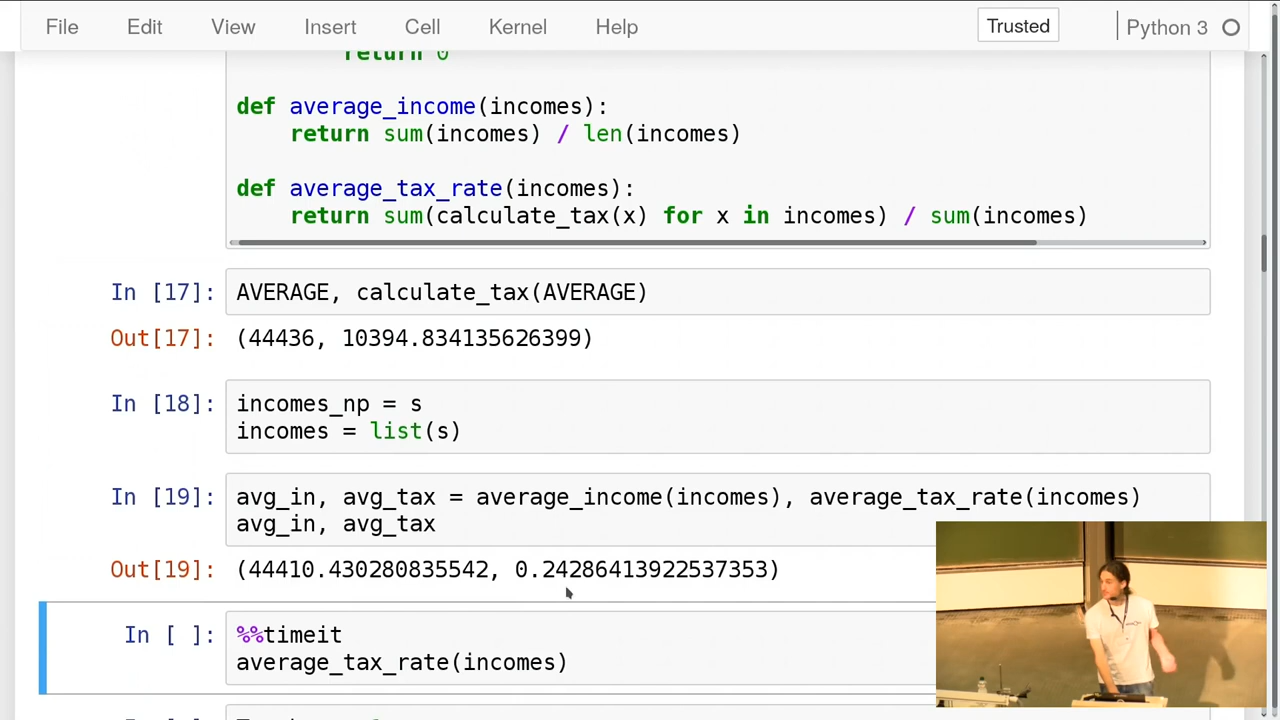 File Edit View Insert Cell Kernel Help Trusted Python 3
return 0
def average_income(incomes):
return sum(incomes) / len(incomes)
def average_tax_rate(incomes):
return sum(calculate_tax(x) for x in incomes) / sum(incomes)
In [17]: AVERAGE, calculate_tax(AVERAGE)
Out[17]: (44436, 10394.834135626399)
In [18]: incomes_np = s
incomes = list(s)
In [19]: avg_in, avg_tax = average_income(incomes), average_tax_rate(incomes)
avg_in, avg_tax
Out[19]: (44410.430280835542, 0.24286413922537353)
In [ ]: %%timeit
average_tax_rate(incomes)